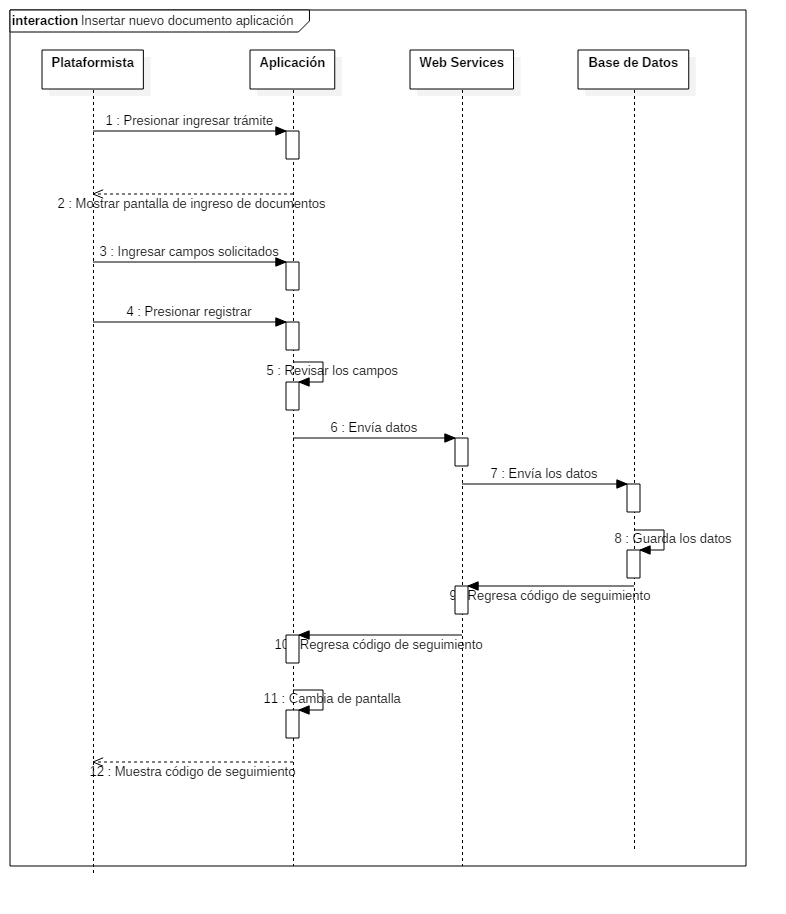 interaction Insertar nuevo documento aplicación
Plataformista
Aplicación
Web Services
Base de Datos
1 : Presionar ingresar trámite
2 : Mostrar pantalla de ingreso de documentos
3 : Ingresar campos solicitados
4 : Presionar registrar
5 : Revisar los campos
6 : Envía datos
7 : Envía los datos
8 : Guarda los datos
9 : Regresa código de seguimiento
10 : Regresa código de seguimiento
11 : Cambia de pantalla
12 : Muestra código de seguimiento